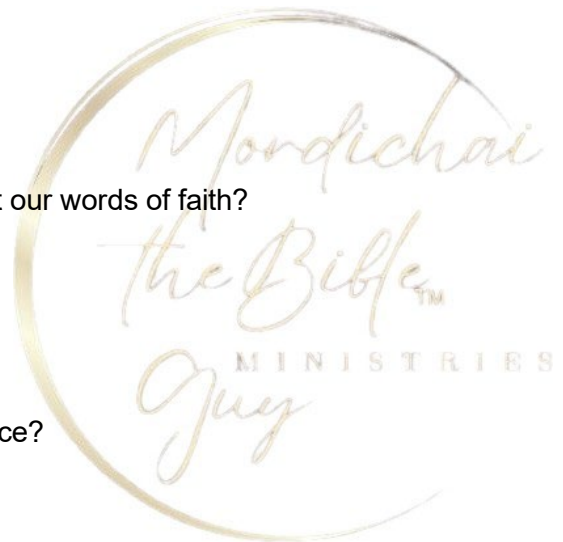 Mordichai
t our words of faith?
the Bible
TM
MINISTRIES
Guy
ce?